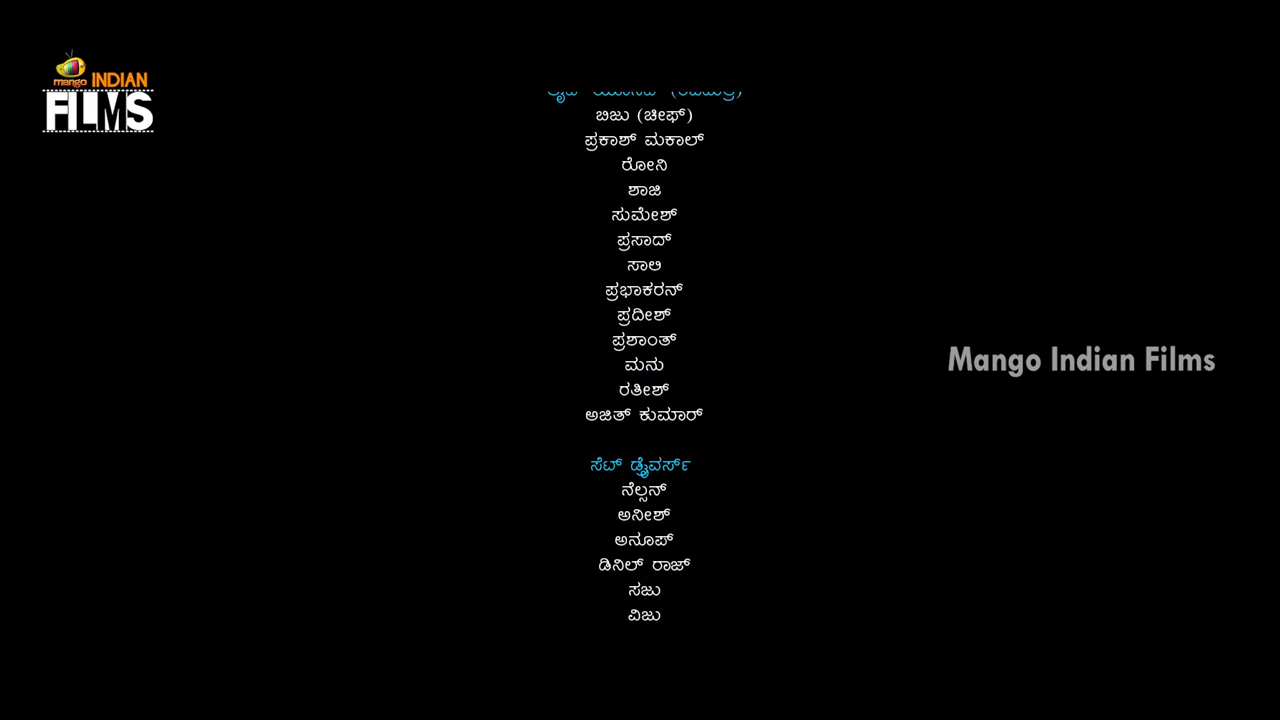 mango INDIAN
FILMS
ಬಿಜು (ಚೀಫ್)
ಪ್ರಕಾಶ್ ಮಕಾಲ್
ರೋನಿ
ಶಾಜಿ
ಸುಮೇಶ್
ಪ್ರಸಾದ್
ಸಾಲಿ
ಪ್ರಭಾಕರನ್
ಪ್ರದೀಶ್
ಪ್ರಶಾಂತ್
Mango Indian Films
ಮನು
ರತೀಶ್
ಅಜಿತ್ ಕುಮಾರ್
ಸೆಟ್ ಡ್ರೈವರ್ಸ್
ನೆಲ್ಸನ್
ಅನೀಶ್
ಅನೂಪ್
ಡಿನಿಲ್ ರಾಜ್
ಸಜು
ವಿಜು